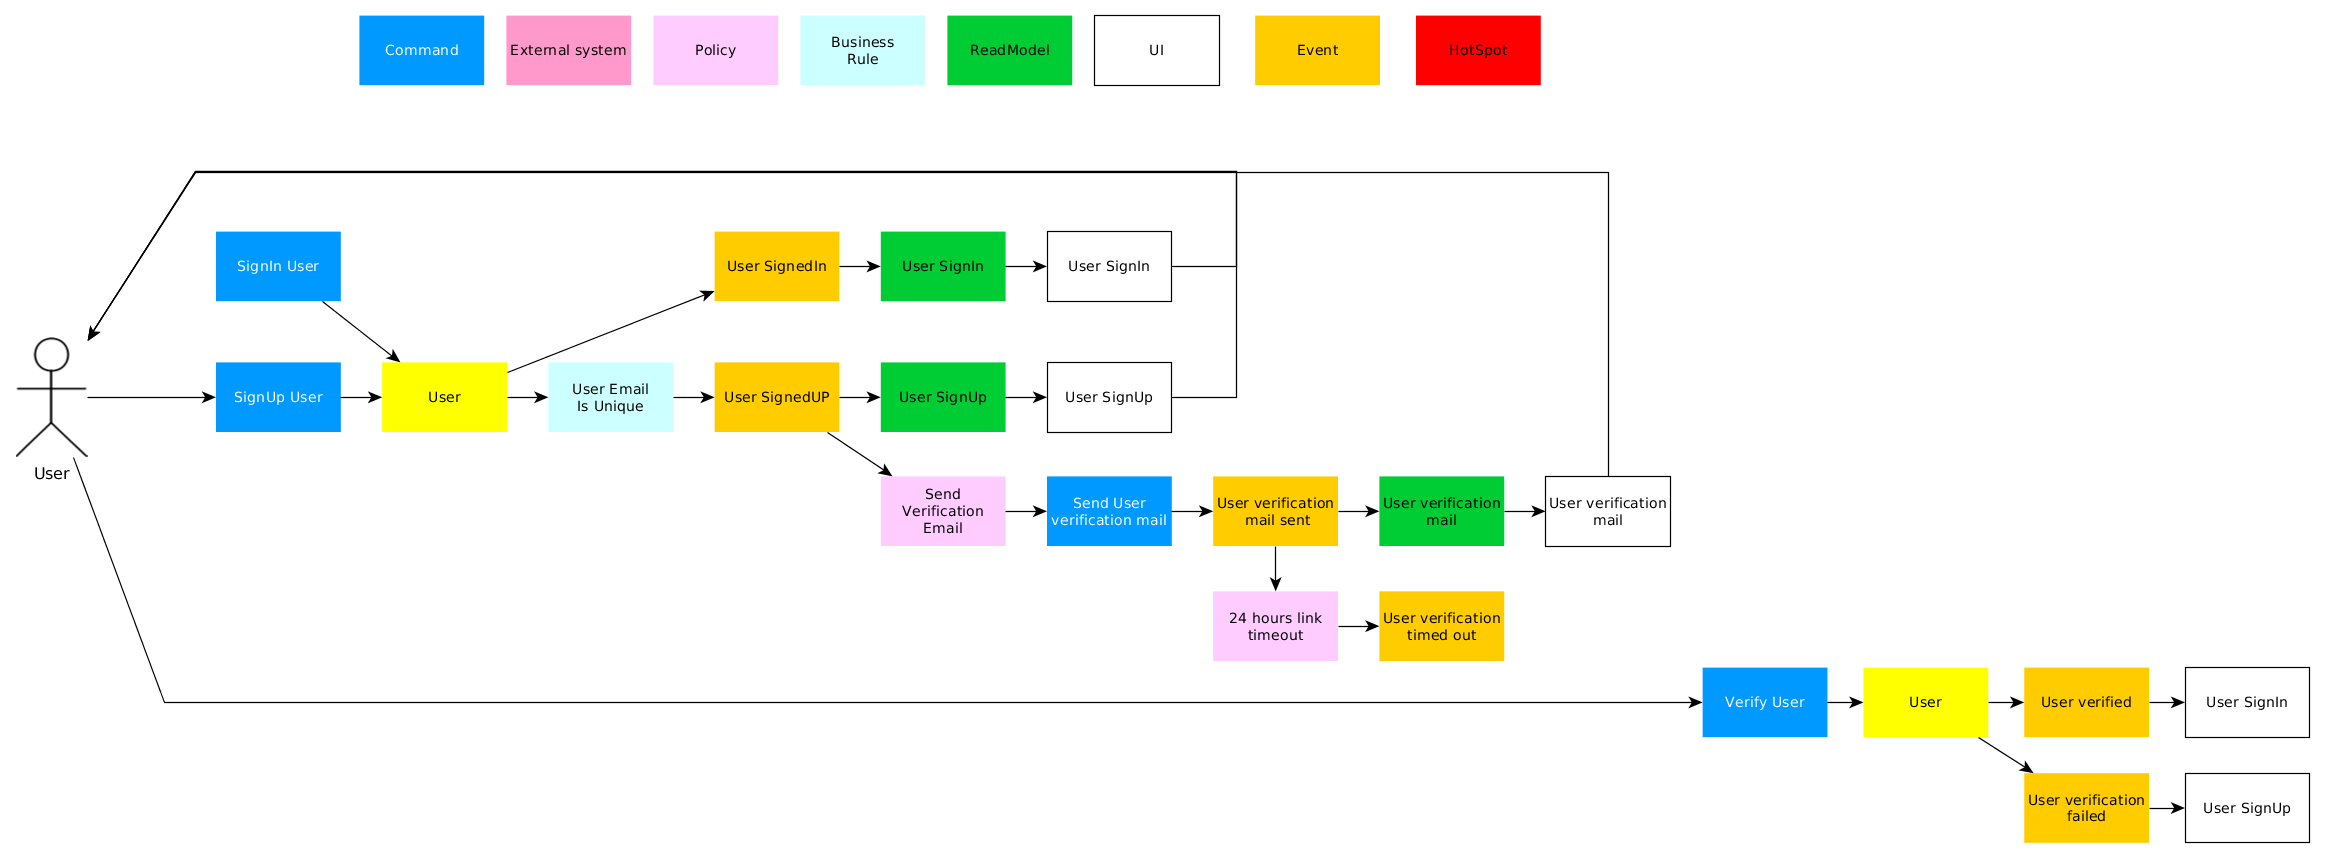 Command
External system
Policy
Business
Rule
ReadModel
UI
Event
HotSpot
SignIn User
User SignedIn
User SignIn
User SignIn
User
SignUp User
User
User Email
Is Unique
User SignedUP
User SignUp
User SignUp
Send
Verification
Email
Send User
verification mail
User verification
mail sent
User verification
mail
User verification
mail
24 hours link
timeout
User verification
timed out
Verify User
User
User verified
User SignIn
User verification
failed
User SignUp